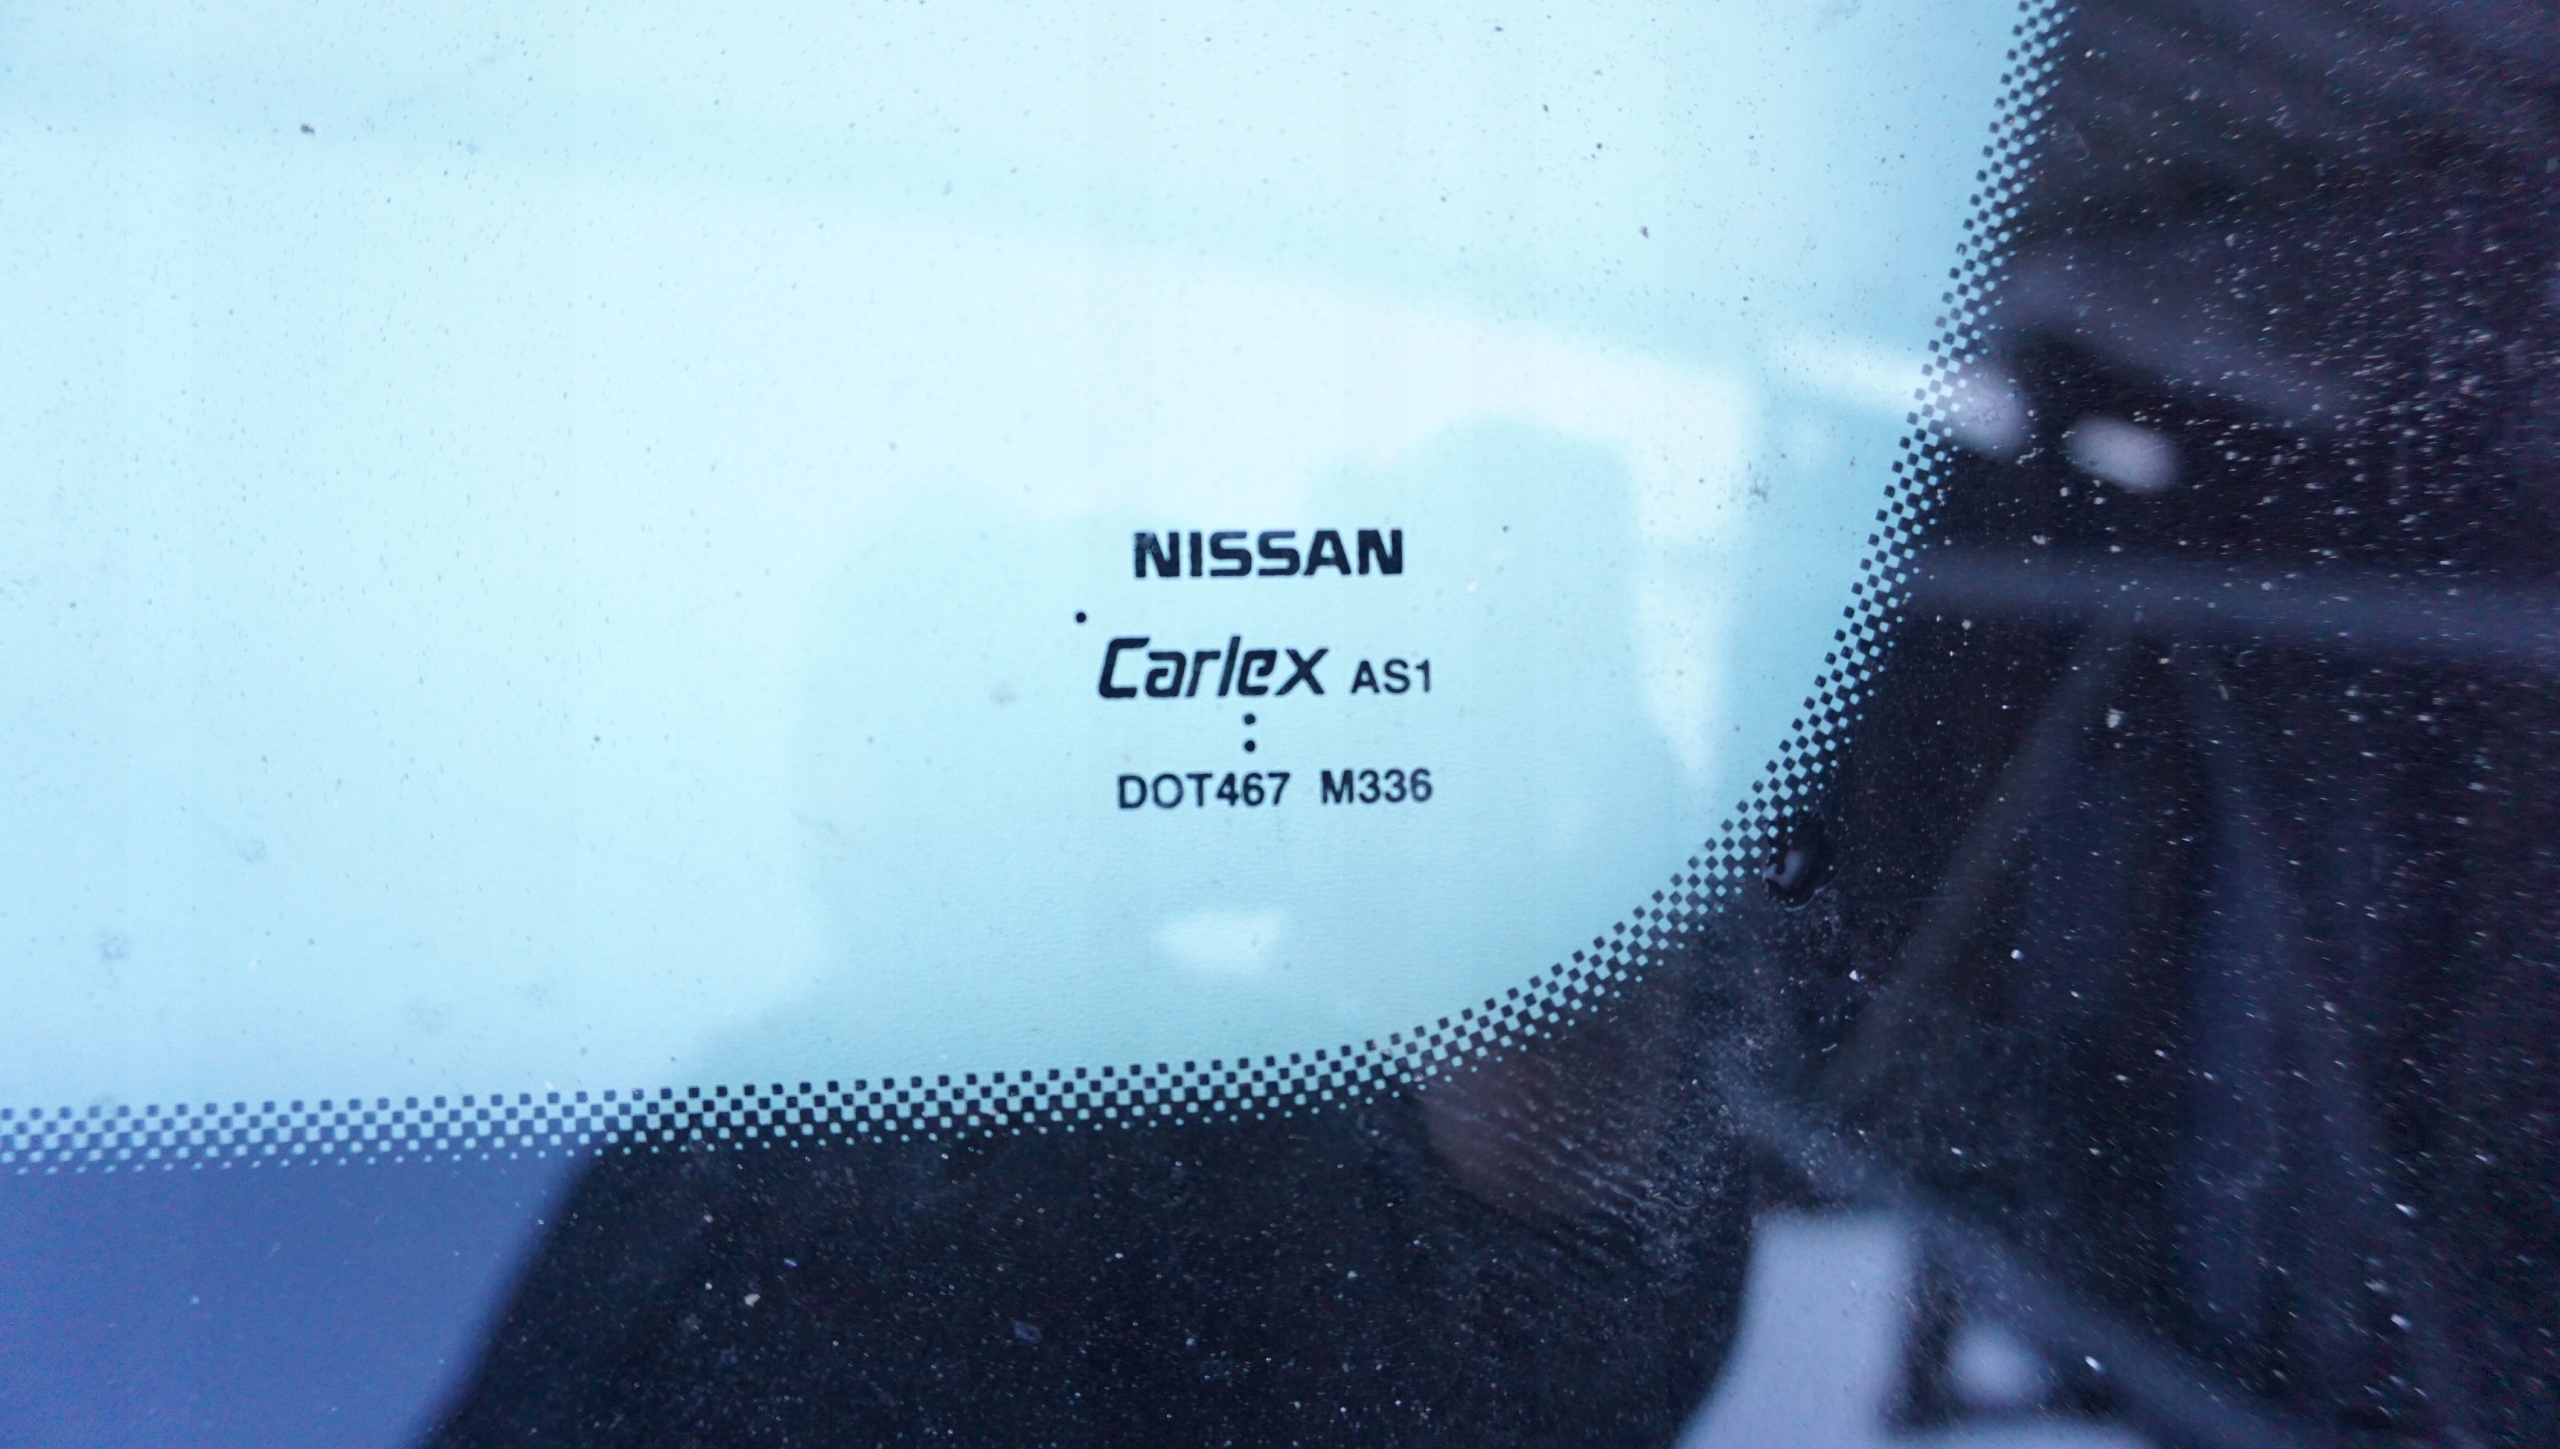 NISSAN
Carlex AS1
DOT467 M336